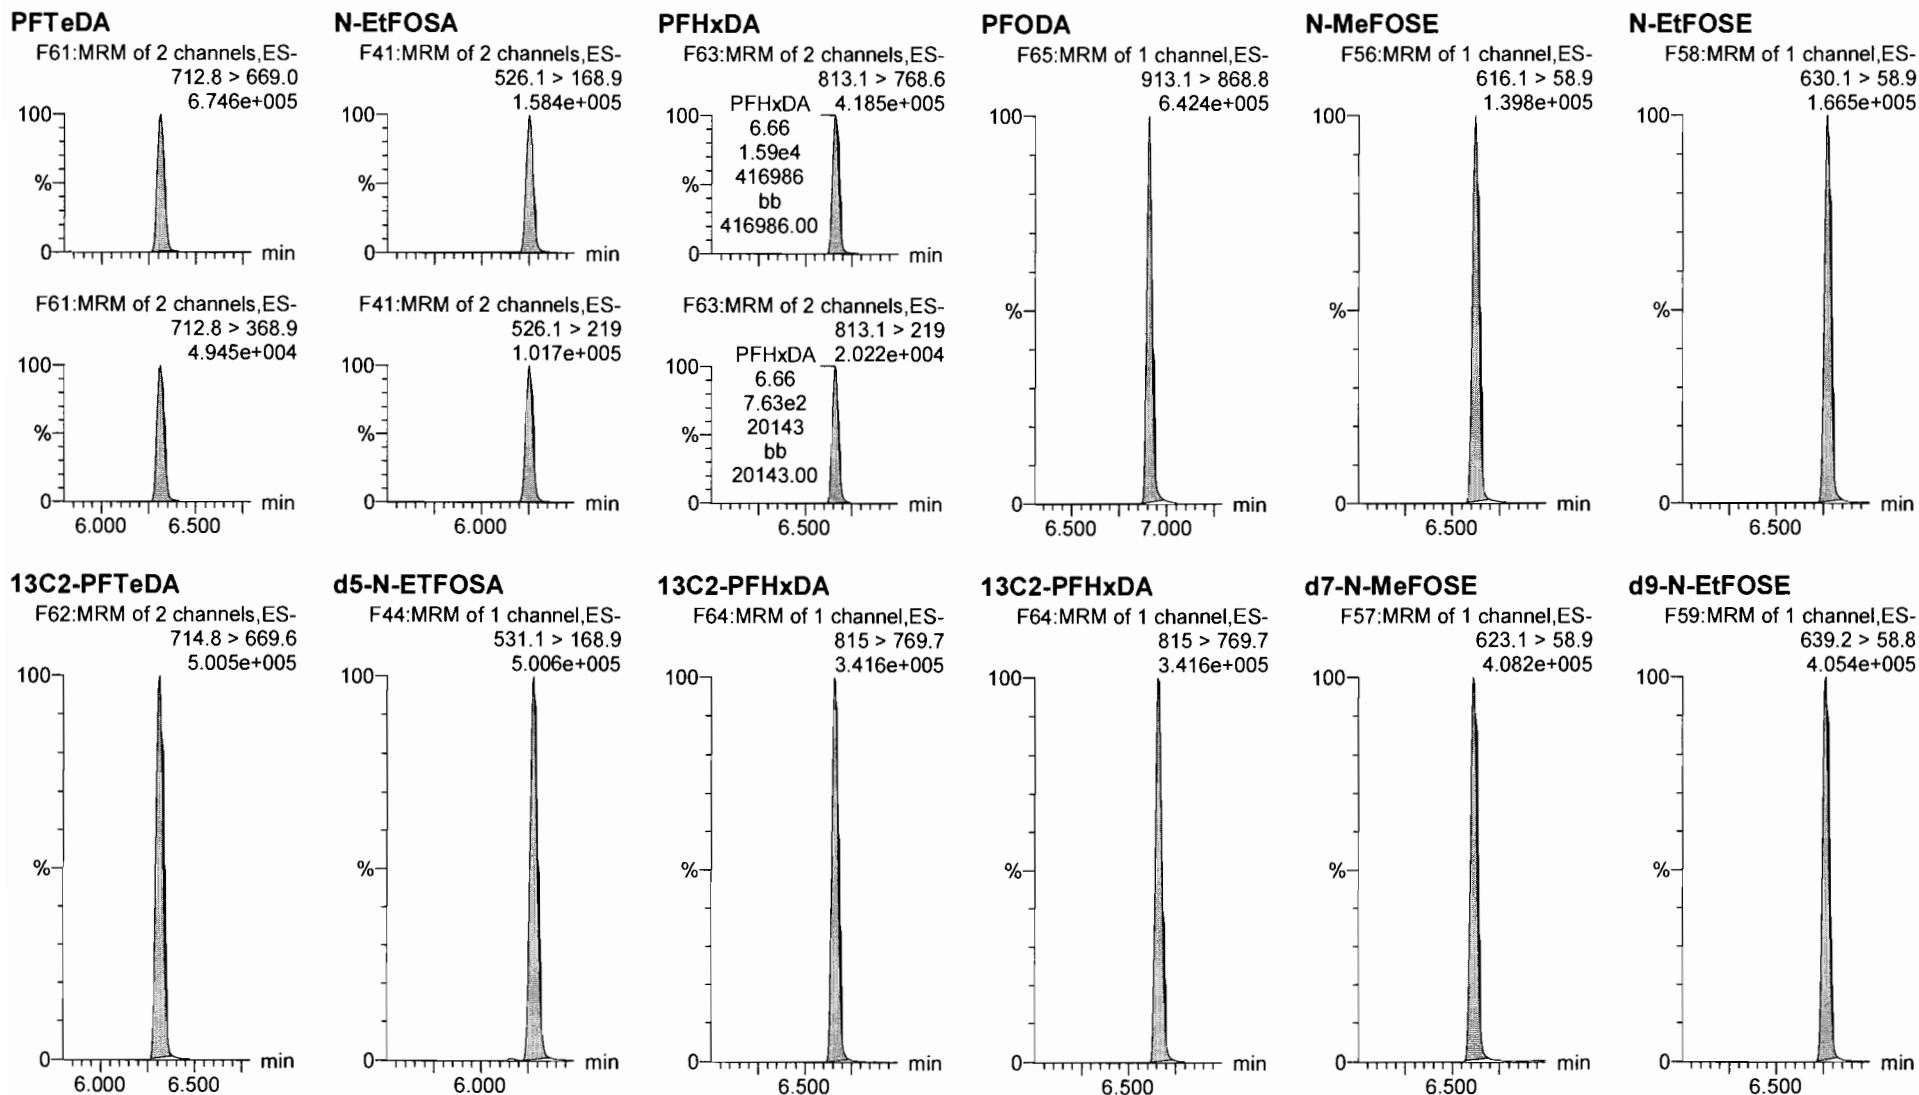 PFTeDA
F61:MRM of 2 channels,ES-
712.8 > 669.0
6.746e+005
100
%
0
min
F61:MRM of 2 channels,ES-
712.8 > 368.9
4.945e+004
100
%
0
min
6.000 6.500
N-EtFOSA
F41:MRM of 2 channels,ES-
526.1 > 168.9
1.584e+005
100
%
0
min
F41:MRM of 2 channels,ES-
526.1 > 219
1.017e+005
100
%
0
min
6.000
PFHxDA
F63:MRM of 2 channels,ES-
813.1 > 768.6
PFHxDA 4.185e+005
100
6.66
1.59e4
416986
%
bb
416986.00
0
min
F63:MRM of 2 channels,ES-
813.1 > 219
PFHxDA 2.022e+004
100
6.66
7.63e2
20143
%
bb
20143.00
0
min
6.500
PFODA
F65:MRM of 1 channel,ES-
913.1 > 868.8
6.424e+005
100
%
0
min
6.500 7.000
N-MeFOSE
F56:MRM of 1 channel,ES-
616.1 > 58.9
1.398e+005
100
%
0
min
6.500
N-EtFOSE
F58:MRM of 1 channel,ES-
630.1 > 58.9
1.665e+005
100
%
0
min
6.500
13C2-PFTeDA
F62:MRM of 2 channels,ES-
714.8 > 669.6
5.005e+005
100
%
0
min
6.000 6.500
d5-N-ETFOSA
F44:MRM of 1 channel,ES-
531.1 > 168.9
5.006e+005
100
%
0
min
6.000
13C2-PFHxDA
F64:MRM of 1 channel,ES-
815 > 769.7
3.416e+005
100
%
0
min
6.500
13C2-PFHxDA
F64:MRM of 1 channel,ES-
815 > 769.7
3.416e+005
100
%
0
min
6.500
d7-N-MeFOSE
F57:MRM of 1 channel,ES-
623.1 > 58.9
4.082e+005
100
%
0
min
6.500
d9-N-EtFOSE
F59:MRM of 1 channel,ES-
639.2 > 58.8
4.054e+005
100
%
0
min
6.500